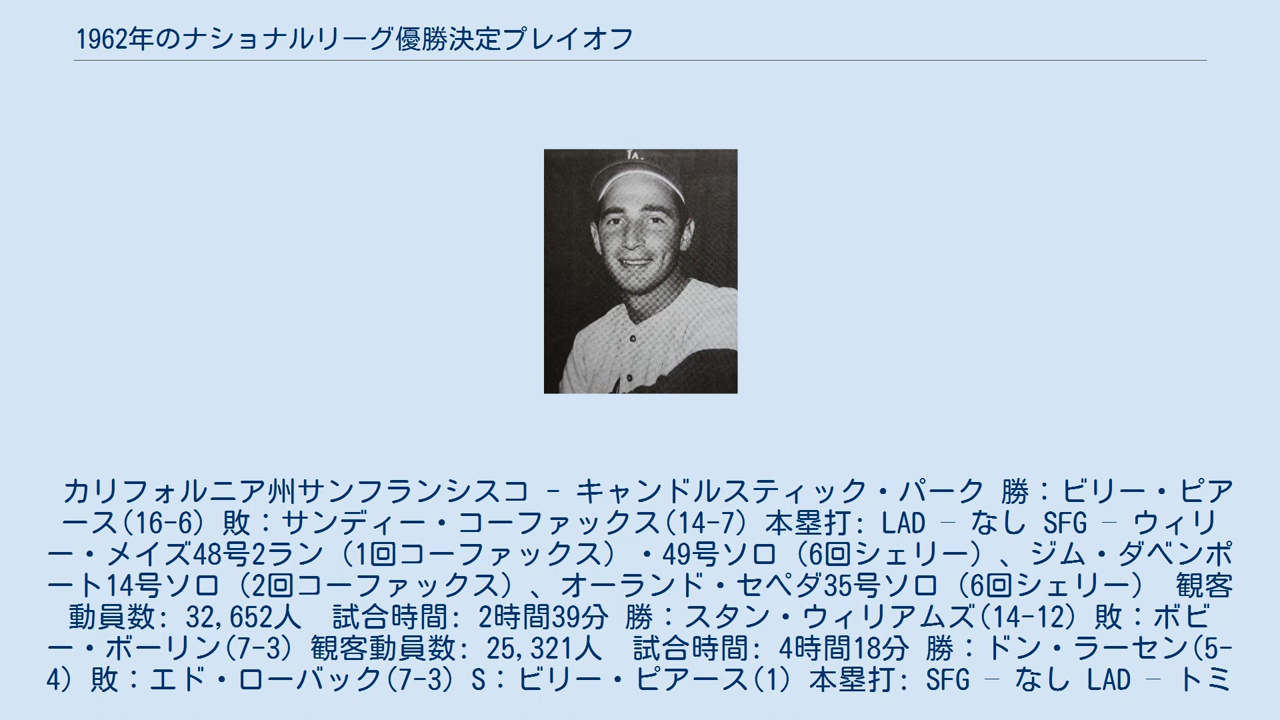 1962年のナショナルリーグ優勝決定プレイオフ
LA.
カリフォルニア州サンフランシスコ - キャンドルスティック・パーク 勝：ビリー・ピア
ース(16-6) 敗：サンディー・コーファックス(14-7) 本塁打: LAD – なし SFG – ウィリ
ー・メイズ48号2ラン（1回コーファックス）・49号ソロ（6回シェリー）、ジム・ダベンポ
ート14号ソロ（2回コーファックス）、オーランド・セペダ35号ソロ（6回シェリー）　観客
動員数: 32,652人　試合時間: 2時間39分 勝：スタン・ウィリアムズ(14-12) 敗：ボビ
ー・ボーリン(7-3) 観客動員数: 25,321人　試合時間: 4時間18分 勝：ドン・ラーセン(5-
4) 敗：エド・ローバック(7-3) S：ビリー・ピアース(1) 本塁打: SFG – なし LAD – トミ